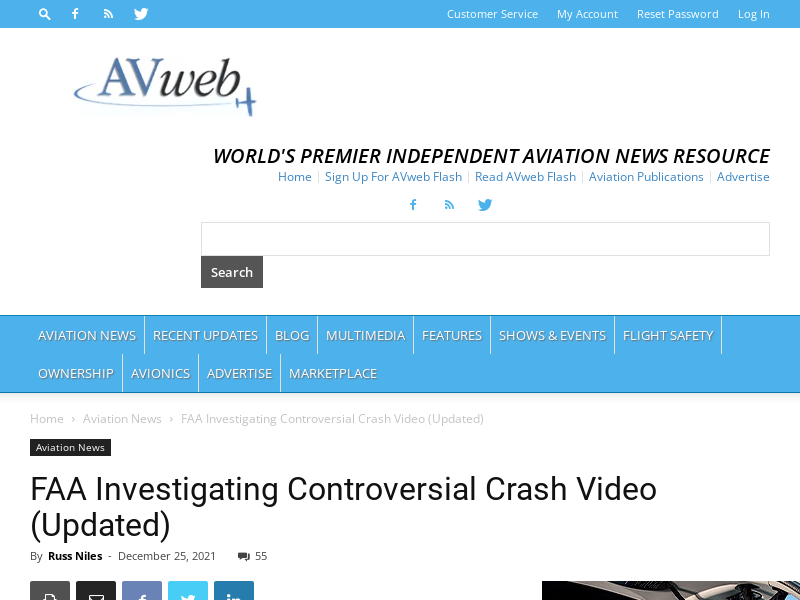 Customer Service My Account Reset Password Log In
AVweb
WORLD'S PREMIER INDEPENDENT AVIATION NEWS RESOURCE
Home Sign Up For AVweb Flash Read AVweb Flash Aviation Publications Advertise
Search
AVIATION NEWS RECENT UPDATES BLOG MULTIMEDIA FEATURES SHOWS & EVENTS FLIGHT SAFETY
OWNERSHIP AVIONICS ADVERTISE MARKETPLACE
Home › Aviation News › FAA Investigating Controversial Crash Video (Updated)
Aviation News
FAA Investigating Controversial Crash Video
(Updated)
By Russ Niles - December 25, 2021 55